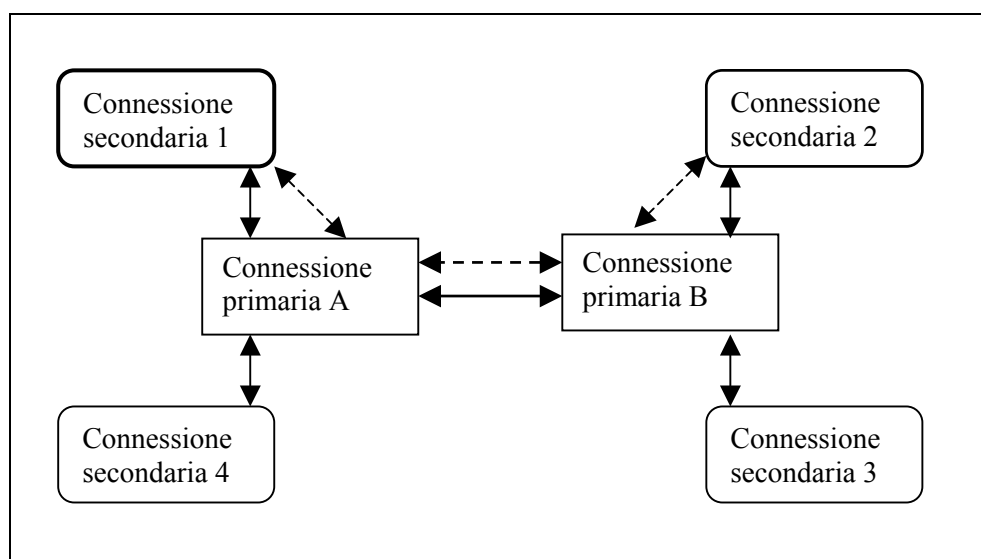 Connessione
secondaria 1
Connessione
secondaria 2
Connessione
primaria A
Connessione
primaria B
Connessione
secondaria 4
Connessione
secondaria 3